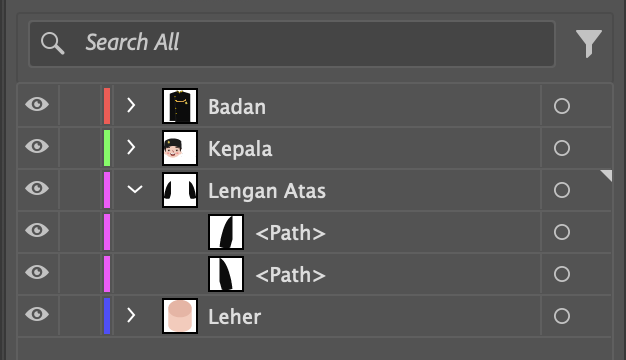 Search All
Badan
Kepala
Lengan Atas
<Path>
<Path>
Leher